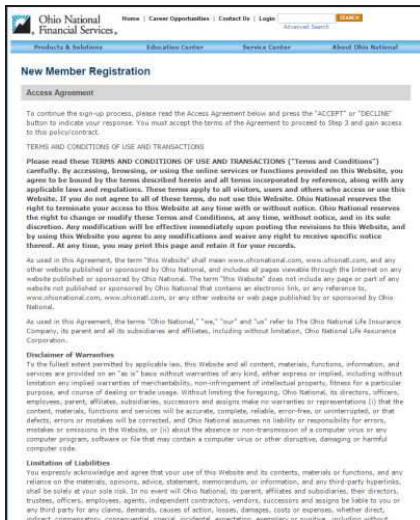 Ohio National
Financial Services®
Home | Career Opportunities | Contact Us | Login
SEARCH
Advanced Search
Products & Solutions
Education Center
Service Center
About Ohio National
New Member Registration
Access Agreement
To continue the sign-up process, please read the Access Agreement below and press the "ACCEPT" or "DECLINE"
button to indicate your response. You must accept the terms of the Agreement to proceed to Step 3 and gain access
to this policy/contract.
TERMS AND CONDITIONS OF USE AND TRANSACTIONS
Please read these TERMS AND CONDITIONS OF USE AND TRANSACTIONS ("Terms and Conditions")
carefully. By accessing, browsing, or using the online services or functions provided on this Website, you
agree to be bound by the terms described herein and all terms incorporated by reference, along with any
applicable laws and regulations. These terms apply to all visitors, users and others who access or use this
Website. If you do not agree to all of these terms, do not use this Website. Ohio National reserves the
right to terminate your access to this Website at any time with or without notice. Ohio National reserves
the right to change or modify these Terms and Conditions, at any time, without notice, and in its sole
discretion. Any modification will be effective immediately upon posting the revisions to this Website, and
by using this Website you agree to any modifications and waive any right to receive specific notice
thereof. At any time, you may print this page and retain it for your records.
As used in this Agreement, the term "this Website" shall mean www.ohionational.com, www.ohionatl.com, and any
other website published or sponsored by Ohio National, and includes all pages viewable through the Internet on any
website published or sponsored by Ohio National. The term "this Website" does not include any page or part of any
website not published or sponsored by Ohio National that contains an electronic link, or any reference to,
www.ohionational.com, www.ohionatl.com, or any other website or web page published by or sponsored by Ohio
National.
As used in this Agreement, the terms "Ohio National," "we," "our" and "us" refer to The Ohio National Life Insurance
Company, its parent and all its subsidiaries and affiliates, including without limitation, Ohio National Life Assurance
Corporation.
Disclaimer of Warranties
To the fullest extent permitted by applicable law, this Website and all content, materials, functions, information, and
services are provided on an "as is" basis without warranties of any kind, either express or implied, including without
limitation any implied warranties of merchantability, non-infringement of intellectual property, fitness for a particular
purpose, and course of dealing or trade usage. Without limiting the foregoing, Ohio National, its directors, officers,
employees, parent, affiliates, subsidiaries, successors and assigns make no warranties or representations (i) that the
content, materials, functions and services will be accurate, complete, reliable, error-free, or uninterrupted, or that
defects, errors or mistakes will be corrected, and Ohio National assumes no liability or responsibility for errors,
mistakes or omissions in the Website, or (ii) about the absence or non-transmission of a computer virus or any
computer program, software or file that may contain a computer virus or other disruptive, damaging or harmful
computer code.
Limitation of Liabilities
You expressly acknowledge and agree that your use of this Website and its contents, materials or functions, and any
reliance on the materials, opinions, advice, statement, memorandum, or information, and any third-party hyperlinks,
shall be solely at your sole risk. In no event will Ohio National, its parent, affiliates and subsidiaries, their directors,
trustees, officers, employees, agents, independent contractors, vendors, successors and assigns be liable to you or
any third party for any claims, demands, causes of action, losses, damages, costs or expenses, whether direct,
indirect, compensatory, consequential, special, incidental, expectation, exemplary or punitive, including without